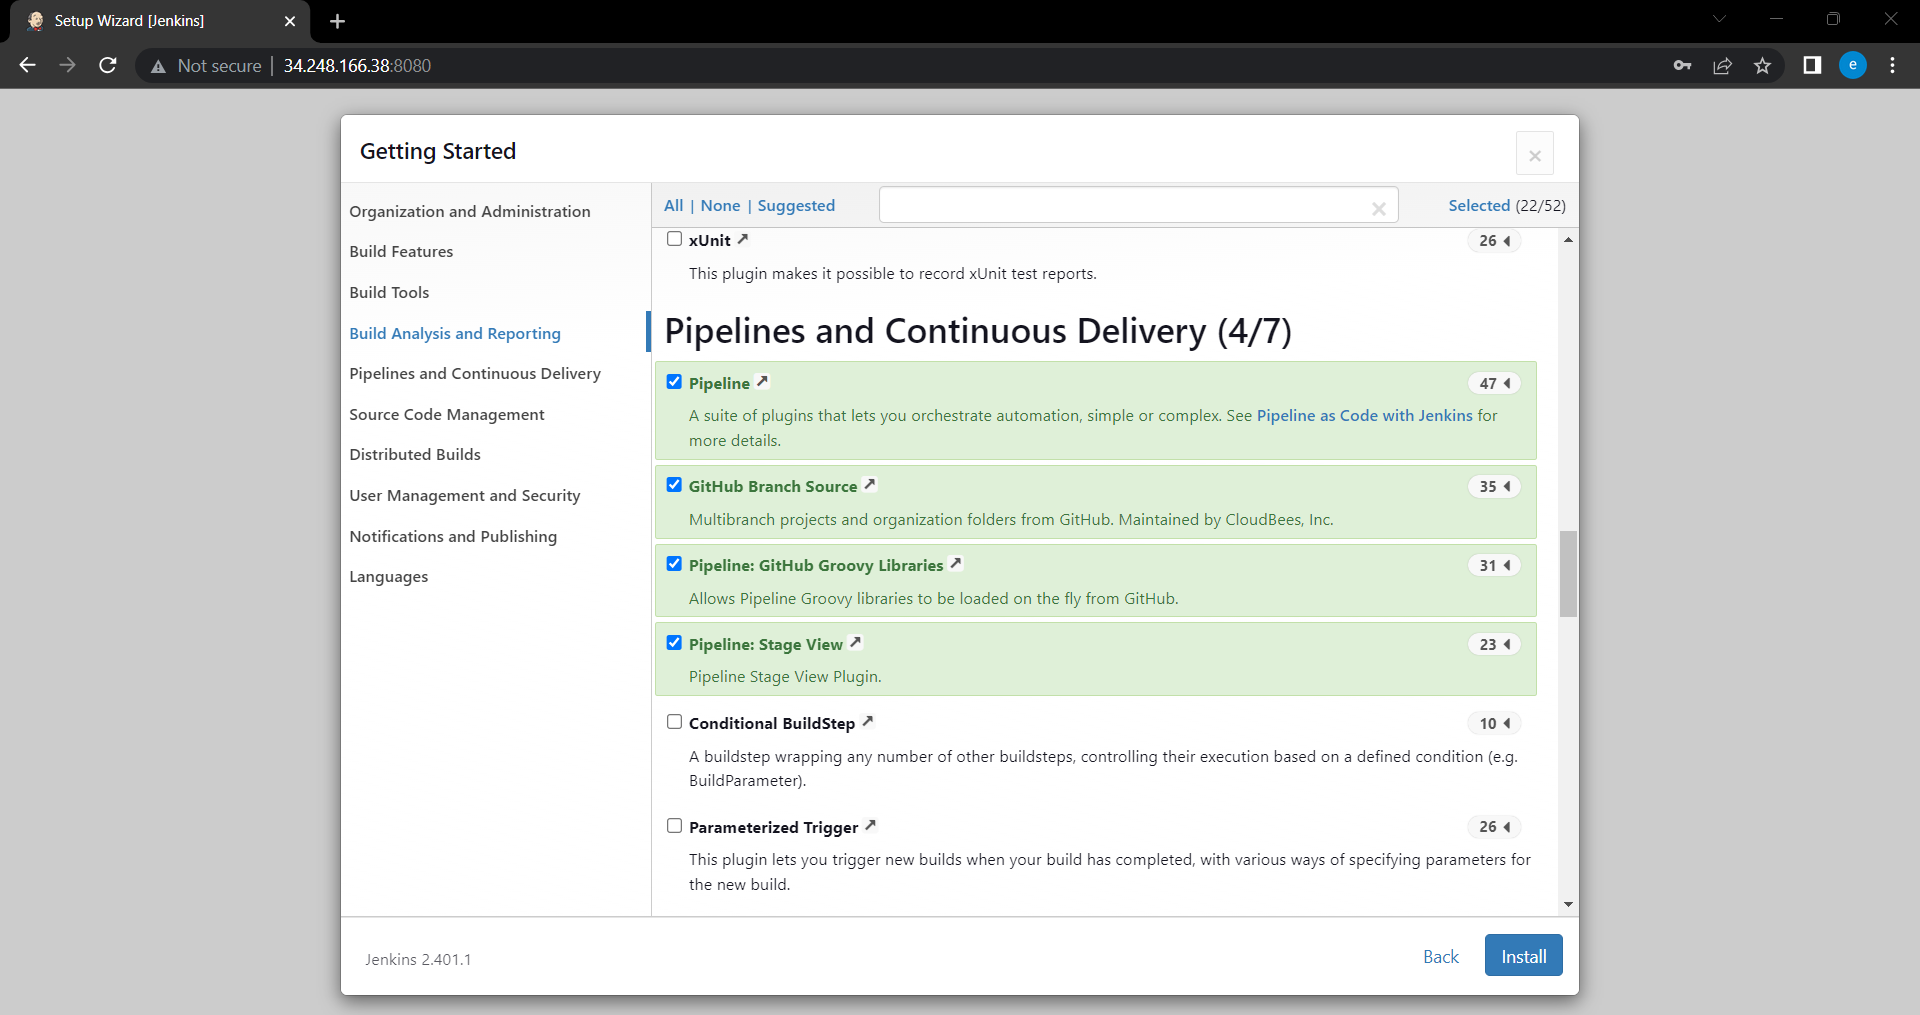 Setup Wizard [Jenkins]
Not secure | 34.248.166.38:8080
e
Getting Started
Organization and Administration
Build Features
Build Tools
Build Analysis and Reporting
Pipelines and Continuous Delivery
Source Code Management
Distributed Builds
User Management and Security
Notifications and Publishing
Languages
All | None | Suggested
Selected (22/52)
xUnit
26
This plugin makes it possible to record xUnit test reports.
Pipelines and Continuous Delivery (4/7)
Pipeline
47
A suite of plugins that lets you orchestrate automation, simple or complex. See Pipeline as Code with Jenkins for
more details.
GitHub Branch Source
35
Multibranch projects and organization folders from GitHub. Maintained by CloudBees, Inc.
Pipeline: GitHub Groovy Libraries
31
Allows Pipeline Groovy libraries to be loaded on the fly from GitHub.
Pipeline: Stage View
23
Pipeline Stage View Plugin.
Conditional BuildStep
10
A buildstep wrapping any number of other buildsteps, controlling their execution based on a defined condition (e.g.
BuildParameter).
Parameterized Trigger
26
This plugin lets you trigger new builds when your build has completed, with various ways of specifying parameters for
the new build.
Jenkins 2.401.1
Back
Install